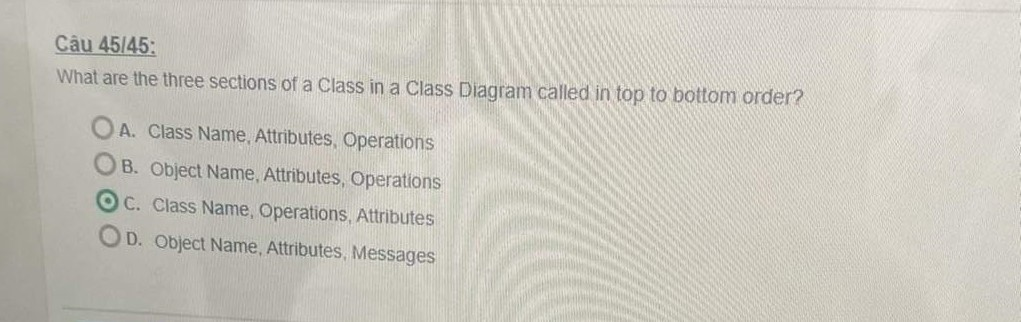 Câu 45/45:
What are the three sections of a Class in a Class Diagram called in top to bottom order?
A. Class Name, Attributes, Operations
B. Object Name, Attributes, Operations
C. Class Name, Operations, Attributes
D. Object Name, Attributes, Messages